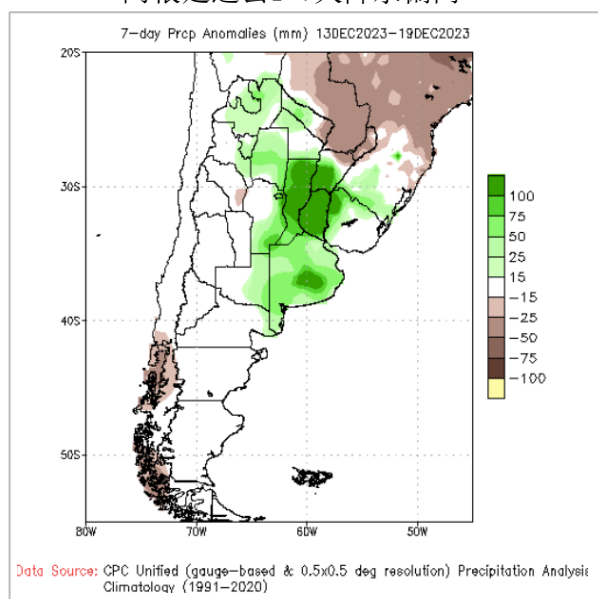 7-day Prcp Anomalies (mm) 13DEC2023-19DEC2023
20S
30S
40S
50S
80W
70W
60W
50W
100
75
50
25
15
-15
-25
-50
-75
-100
Data Source: CPC Unified (gauge-based & 0.5x0.5 deg resolution) Precipitation Analysis
Climatology (1991-2020)